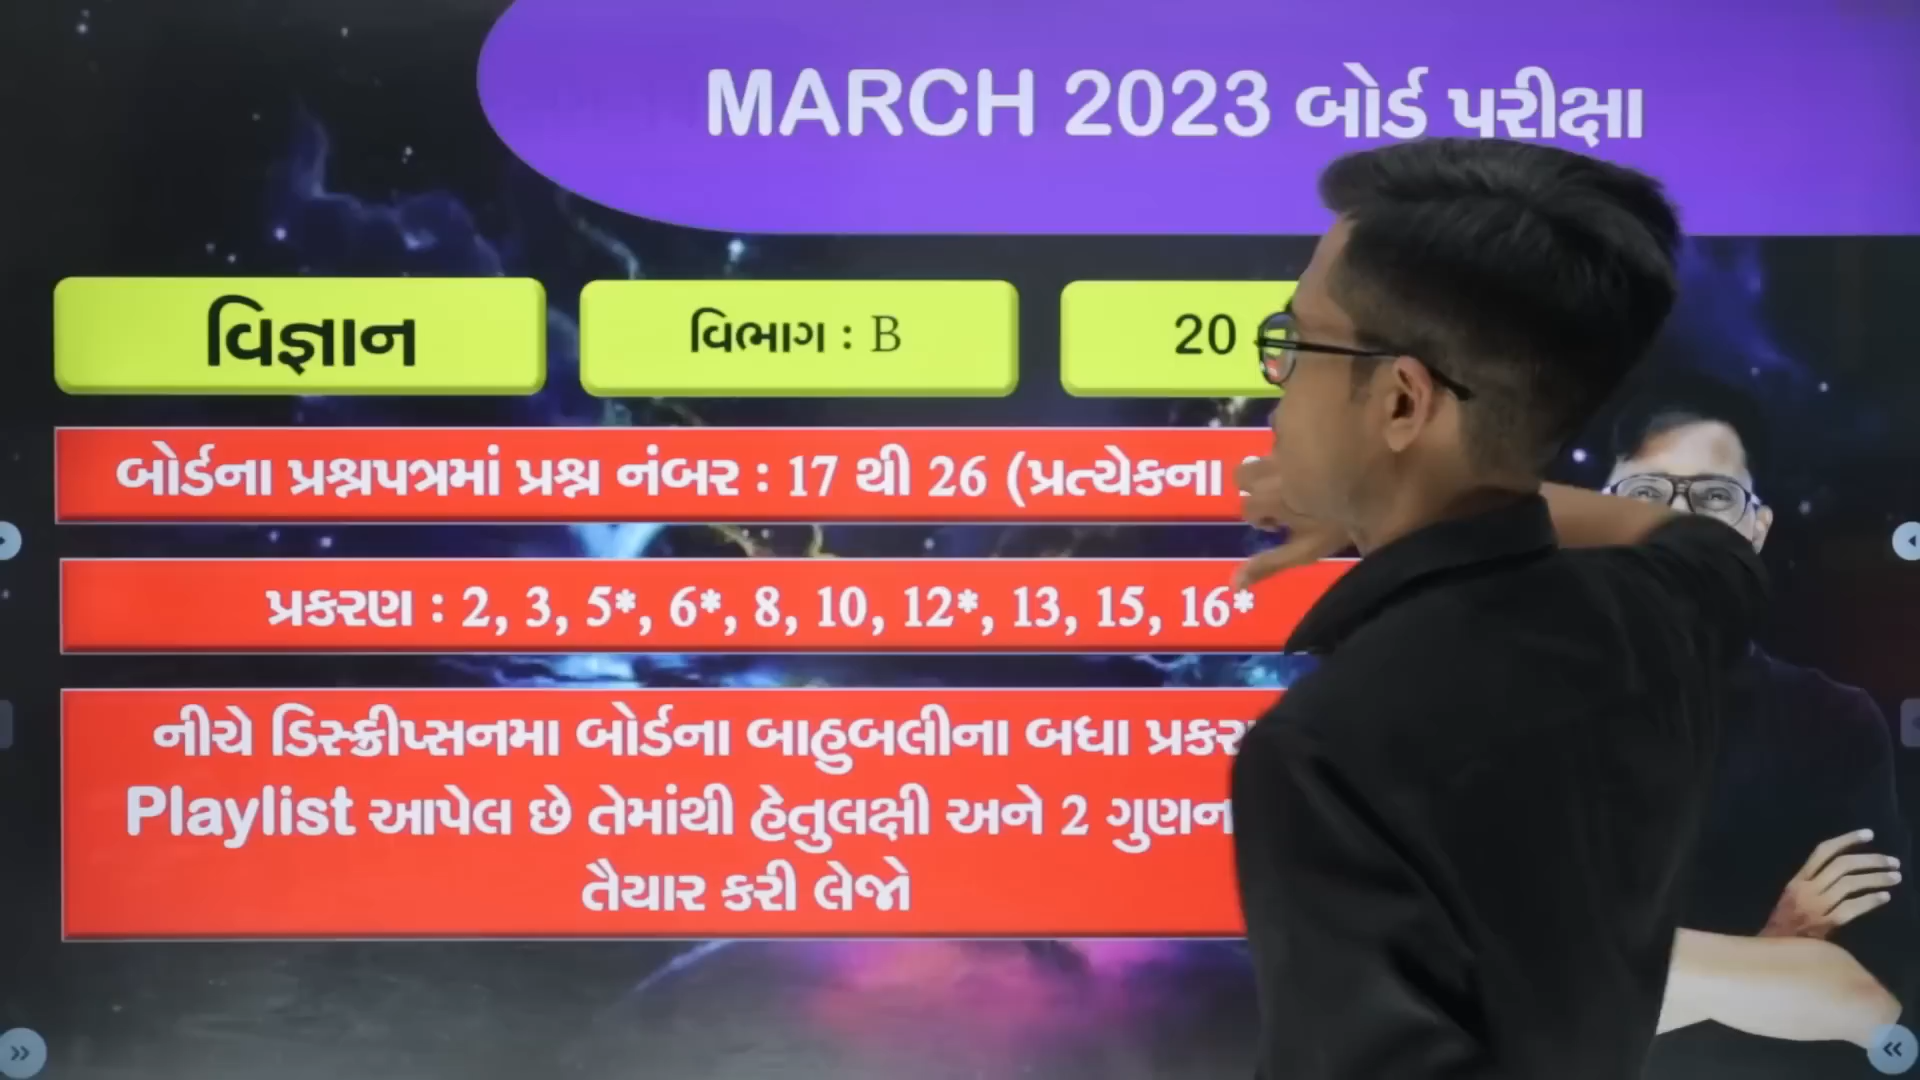 MARCH 2023 બોર્ડ પરીક્ષા
વિજ્ઞાન
વિભાગ : B
20
બોર્ડના પ્રશ્નપત્રમાં પ્રશ્ન નંબર : 17 થી 26 (પ્રત્યેકના
પ્રકરણ : 2, 3, 5*, 6*, 8, 10, 12*, 13, 15, 16*
નીચે ડિસ્ક્રીપ્સનમા બોર્ડના બાહુબલીના બધા
Playlist આપેલ છે તેમાંથી હેતુલક્ષી અને 2
તૈયાર કરી લેજો